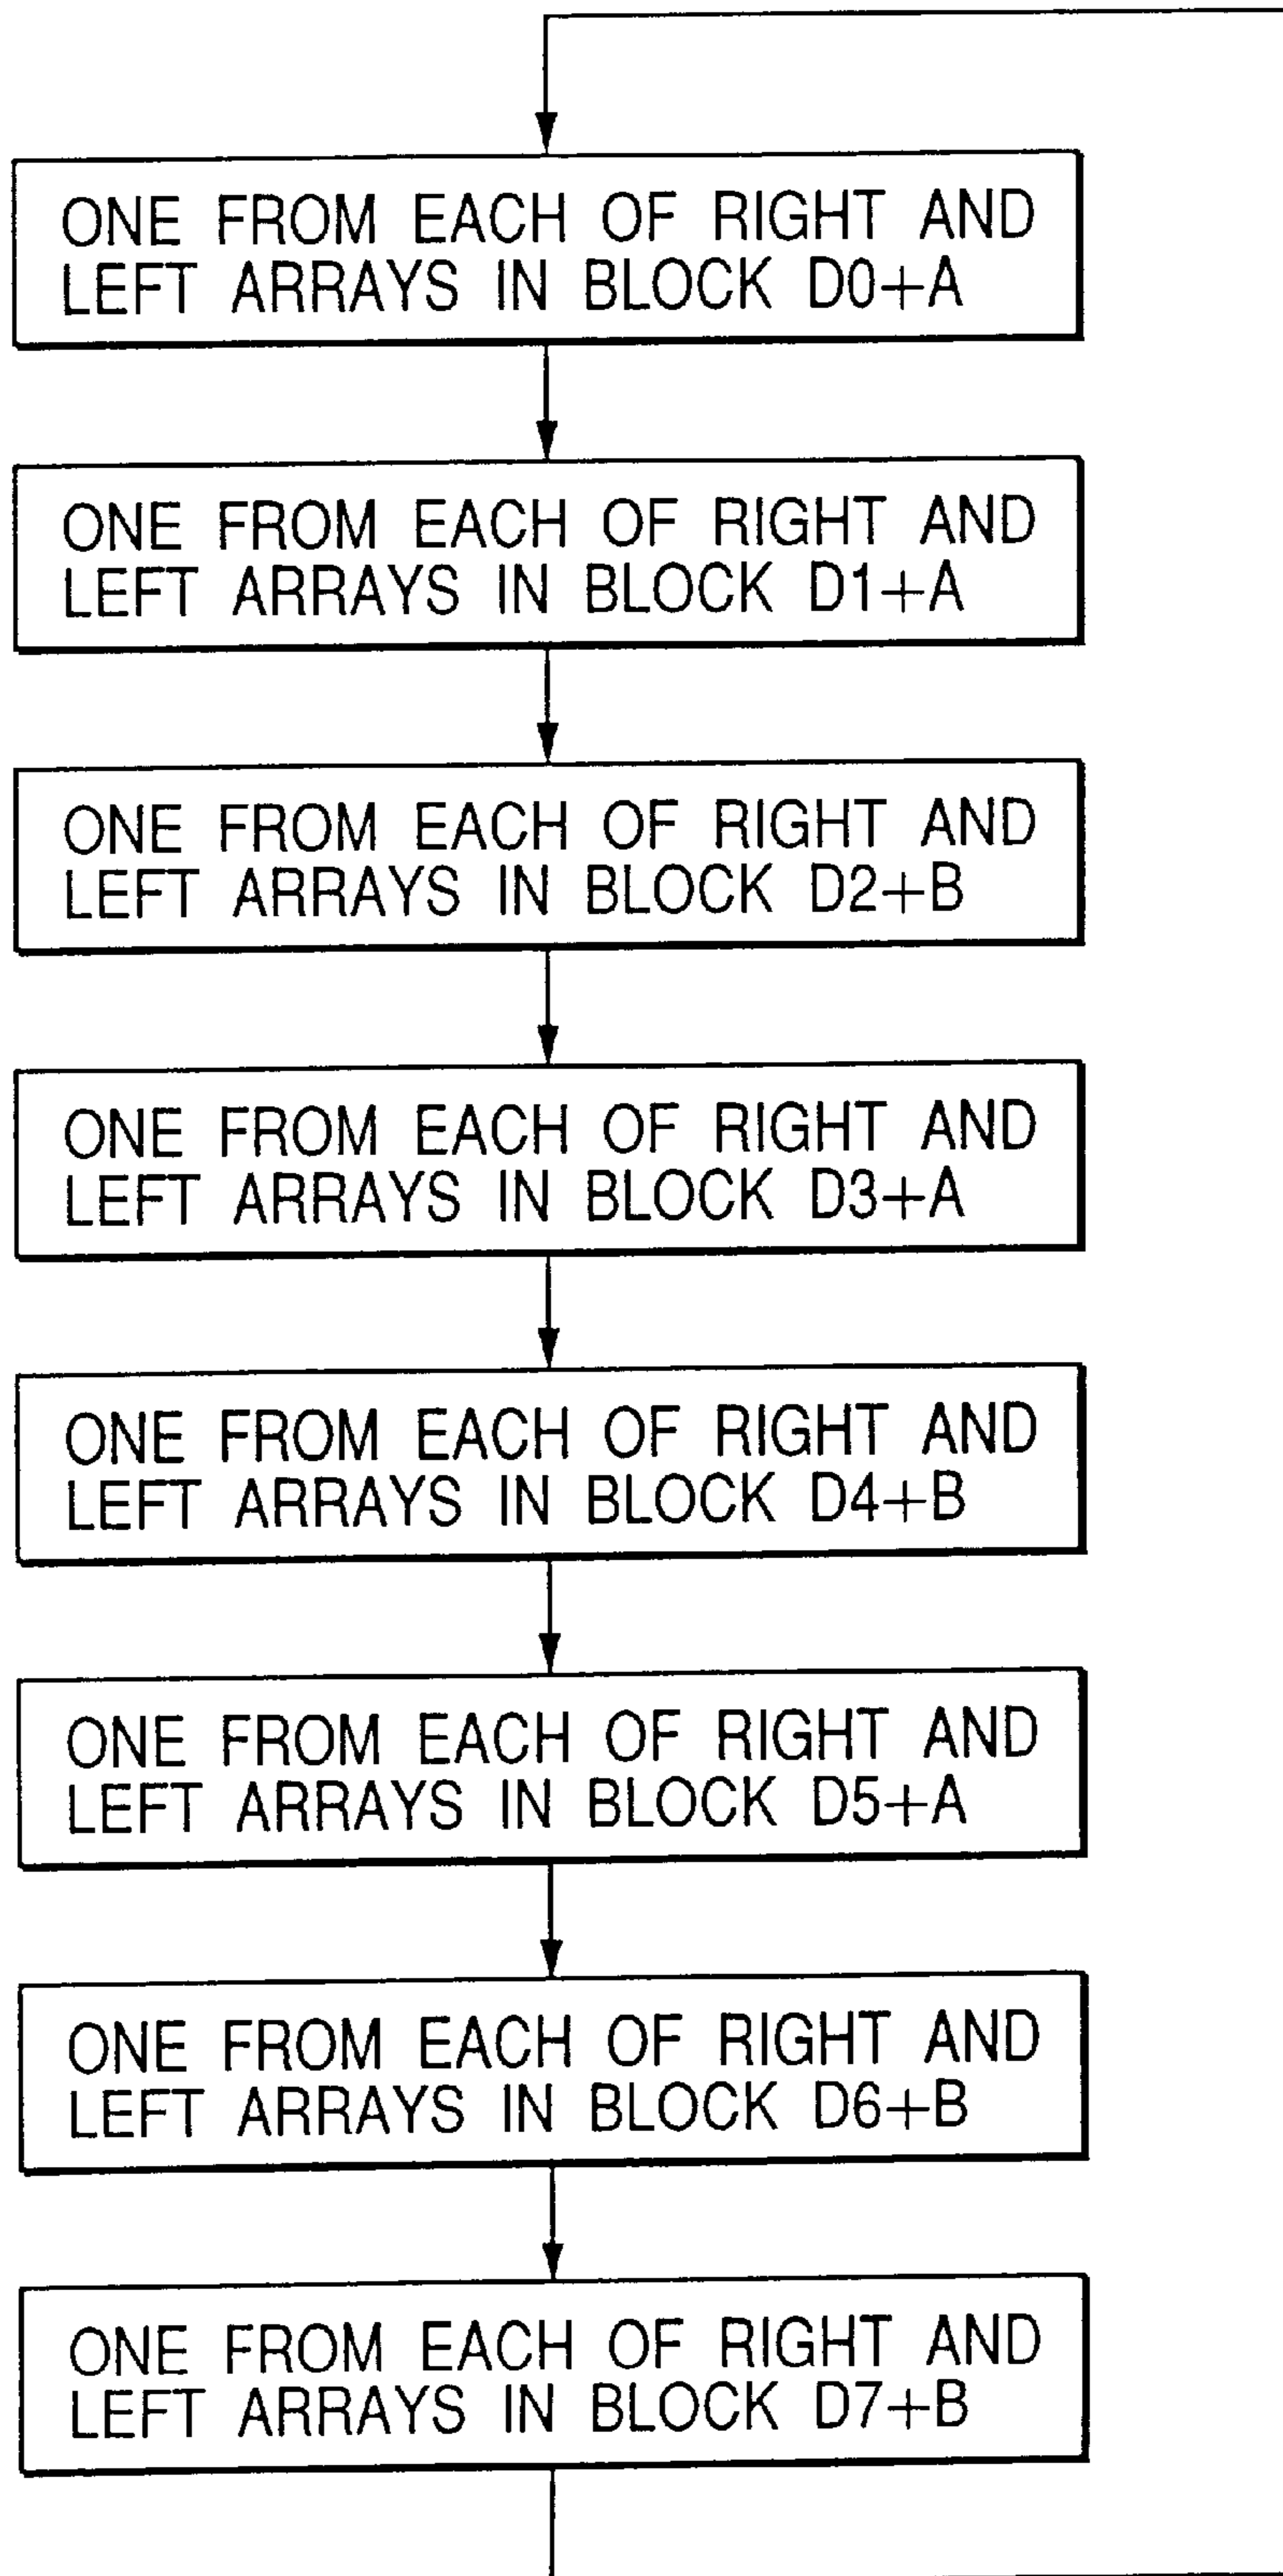 ONE FROM EACH OF RIGHT AND
LEFT ARRAYS IN BLOCK D0+A
ONE FROM EACH OF RIGHT AND
LEFT ARRAYS IN BLOCK D1+A
ONE FROM EACH OF RIGHT AND
LEFT ARRAYS IN BLOCK D2+B
ONE FROM EACH OF RIGHT AND
LEFT ARRAYS IN BLOCK D3+A
ONE FROM EACH OF RIGHT AND
LEFT ARRAYS IN BLOCK D4+B
ONE FROM EACH OF RIGHT AND
LEFT ARRAYS IN BLOCK D5+A
ONE FROM EACH OF RIGHT AND
LEFT ARRAYS IN BLOCK D6+B
ONE FROM EACH OF RIGHT AND
LEFT ARRAYS IN BLOCK D7+B